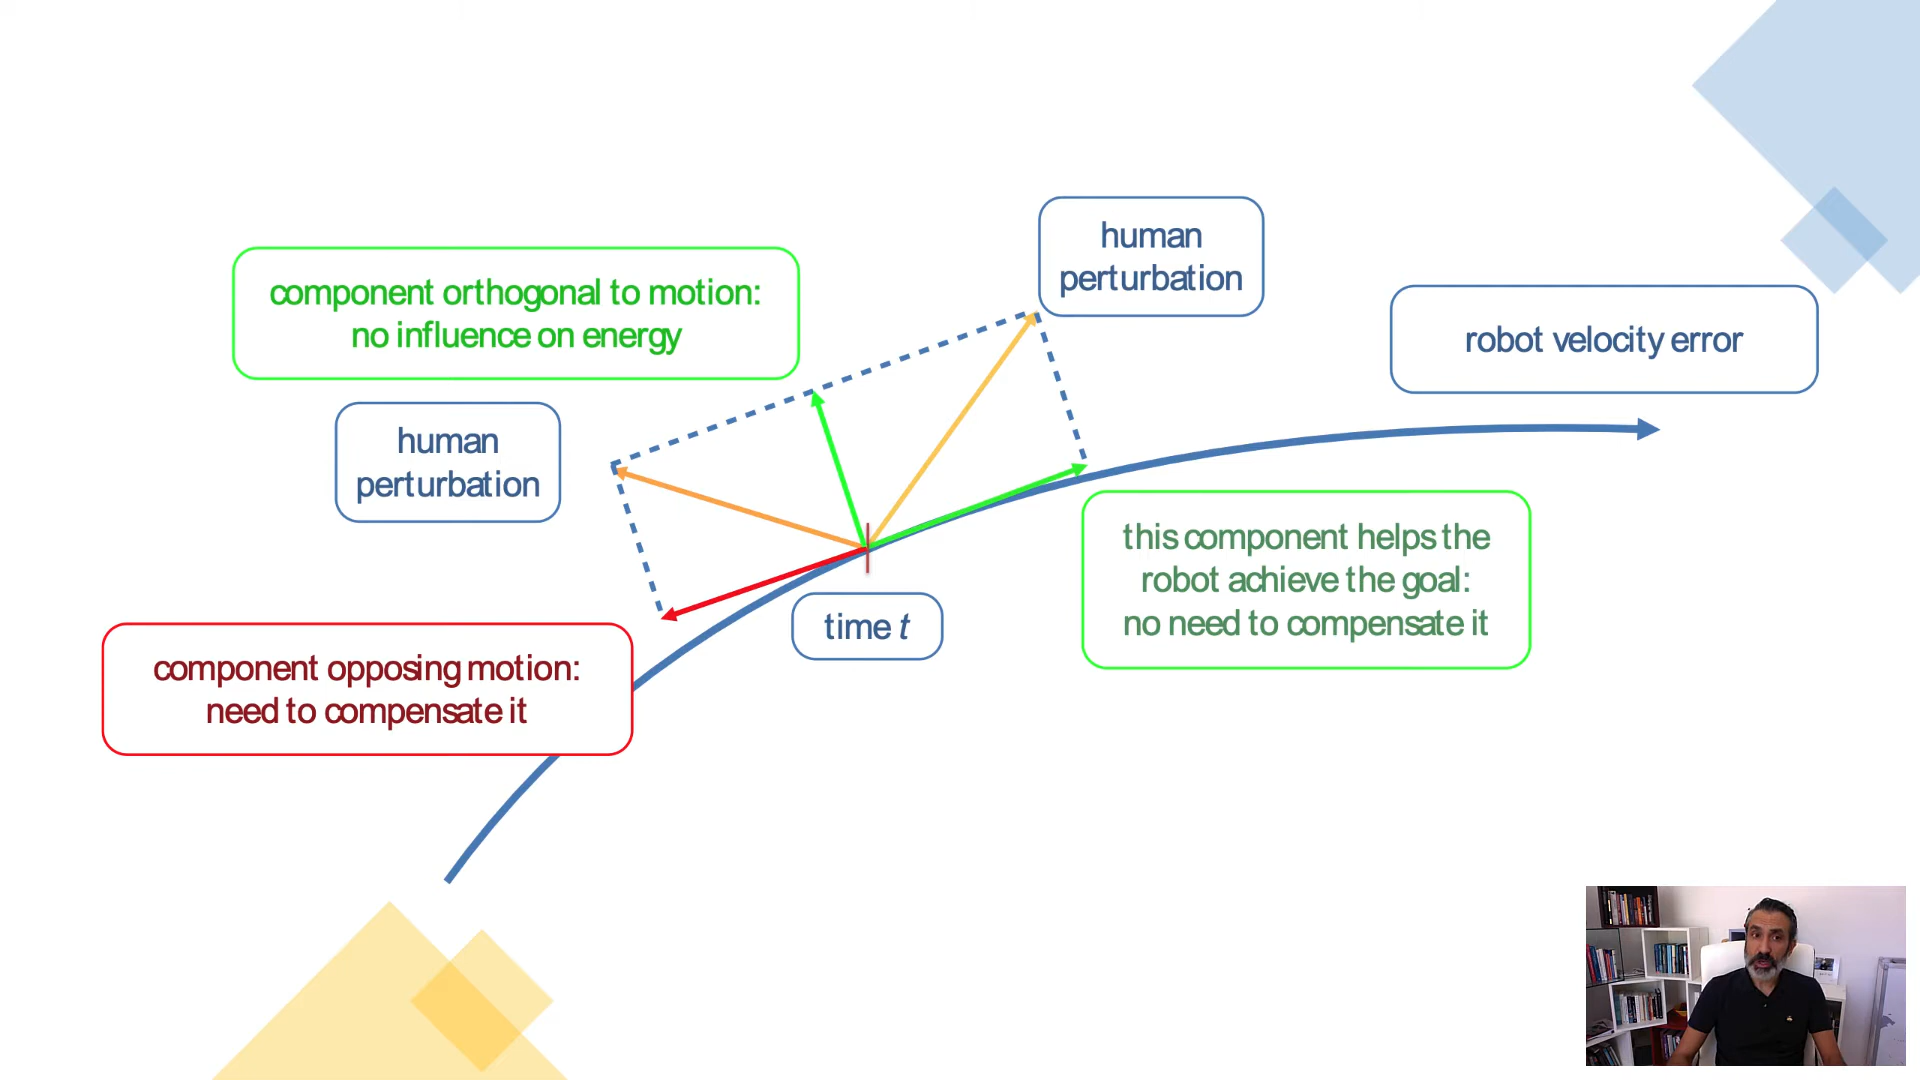 human
perturbation
component orthogonal to motion:
no influence on energy
robot velocity error
human
perturbation
this component helps the
robot achieve the goal:
no need to compensate it
time t
component opposing motion:
need to compensate it